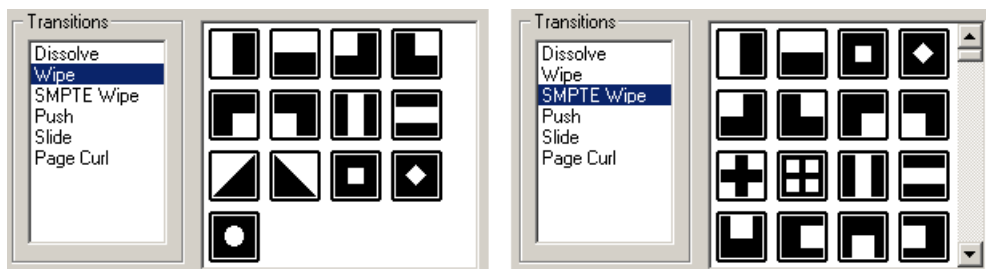 Transitions
Dissolve
Wipe
SMPTE Wipe
Push
Slide
Page Curl
Transitions
Dissolve
Wipe
SMPTE Wipe
Push
Slide
Page Curl